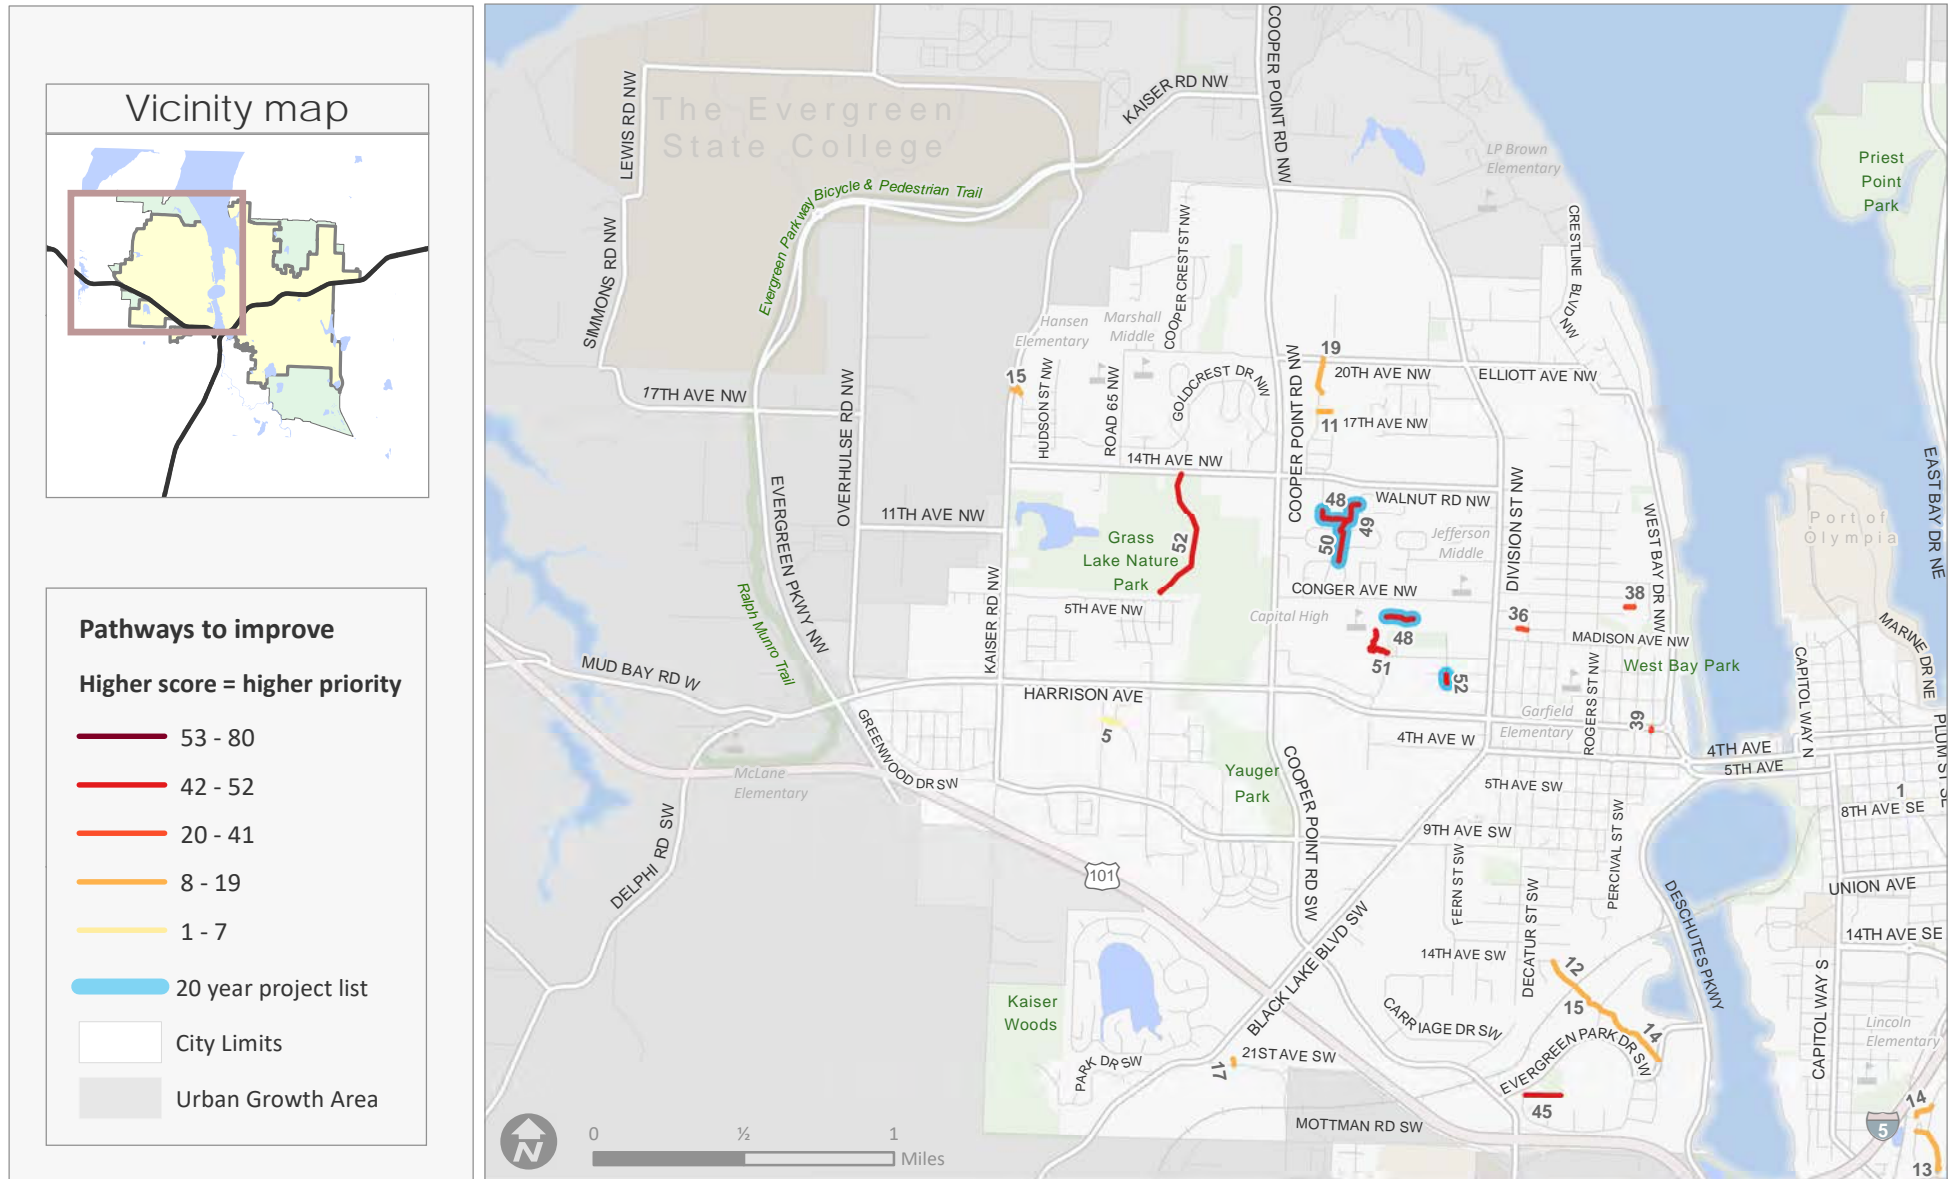 Vicinity map
Pathways to improve
Higher score = higher priority
53 - 80
42 - 52
20 - 41
8 - 19
1 - 7
20 year project list
City Limits
Urban Growth Area
The Evergreen
State College
LEWIS RD NW
SIMMONS RD NW
KAISER RD NW
COOPER POINT RD NW
Evergreen Parkway Bicycle & Pedestrian Trail
LP Brown
Elementary
Priest
Point
Park
CRESTLINE BLVD NW
COOPER CREST ST NW
Hansen
Elementary
Marshall
Middle
15
HUDSON ST NW
ROAD 65 NW
GOLDCREST DR NW
COOPER POINT RD NW
19
20TH AVE NW
ELLIOTT AVE NW
11
17TH AVE NW
17TH AVE NW
OVERHULSE RD NW
EVERGREEN PKWY NW
11TH AVE NW
14TH AVE NW
WALNUT RD NW
48
49
50
Jefferson
Middle
DIVISION ST NW
WEST BAY DR NW
EAST BAY DR NE
Port of
Olympia
Grass
Lake Nature
Park
52
CONGER AVE NW
Capital High
48
51
52
36
38
MADISON AVE NW
West Bay Park
ROGERS ST NW
MARINE DR NE
CAPITOL WAY N
PLUM ST SE
5TH AVE NW
KAISER RD NW
Ralph Munro Trail
MUD BAY RD W
HARRISON AVE
5
Garfield
Elementary
39
4TH AVE W
4TH AVE
5TH AVE
1
8TH AVE SE
5TH AVE SW
GREENWOOD DR SW
McLane
Elementary
DELPHI RD SW
Yauger
Park
COOPER POINT RD SW
9TH AVE SW
FERN ST SW
PERCIVAL ST SW
DECATUR ST SW
DESCHUTES PKWY
UNION AVE
14TH AVE SE
101
14TH AVE SW
BLACK LAKE BLVD SW
CARRIAGE DR SW
12
15
14
EVERGREEN PARK DR SW
CAPITOL WAY S
Lincoln
Elementary
Kaiser
Woods
PARK DR SW
17
21ST AVE SW
45
MOTTMAN RD SW
14
5
13
N
0
½
1
Miles